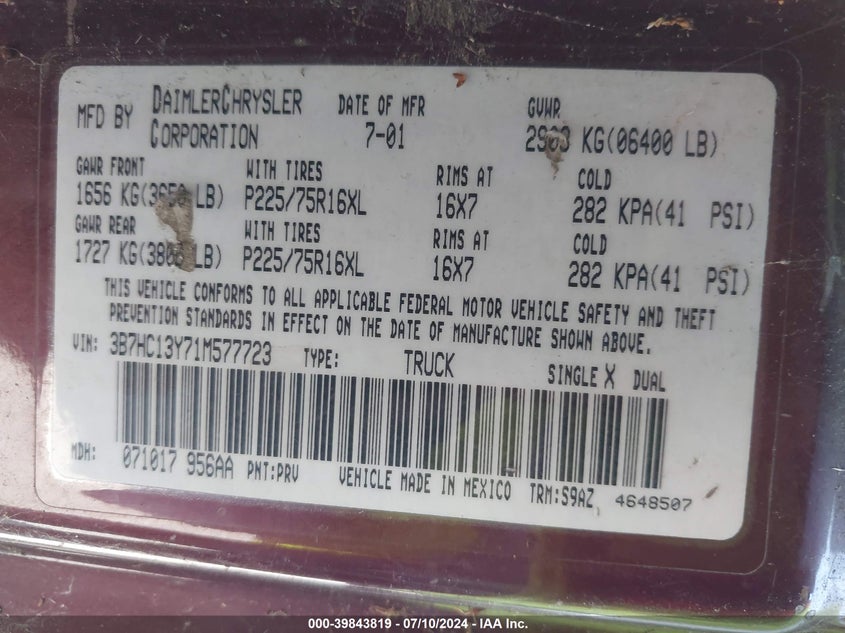 MFD BY DAIMLERCHRYSLER CORPORATION DATE OF MFR 7-01 GVWR KG(06400 LB)
GAWR FRONT WITH TIRES RIMS AT COLD
1656 KG( LB) P225/75R16XL 16X7 282 KPA(41 PSI)
GAWR REAR WITH TIRES RIMS AT COLD
1727 KG( LB) P225/75R16XL 16X7 282 KPA(41 PSI)
THIS VEHICLE CONFORMS TO ALL APPLICABLE FEDERAL MOTOR VEHICLE SAFETY AND THEFT
PREVENTION STANDARDS IN EFFECT ON THE DATE OF MANUFACTURE SHOWN ABOVE.
VIN: 3B7HC13Y71M577723 TYPE: TRUCK SINGLE X DUAL
MDH: 071017 956AA PNT:PRV VEHICLE MADE IN MEXICO TRM:S9AZ 4648507
000-39843819 - 07/10/2024 - IAA Inc.